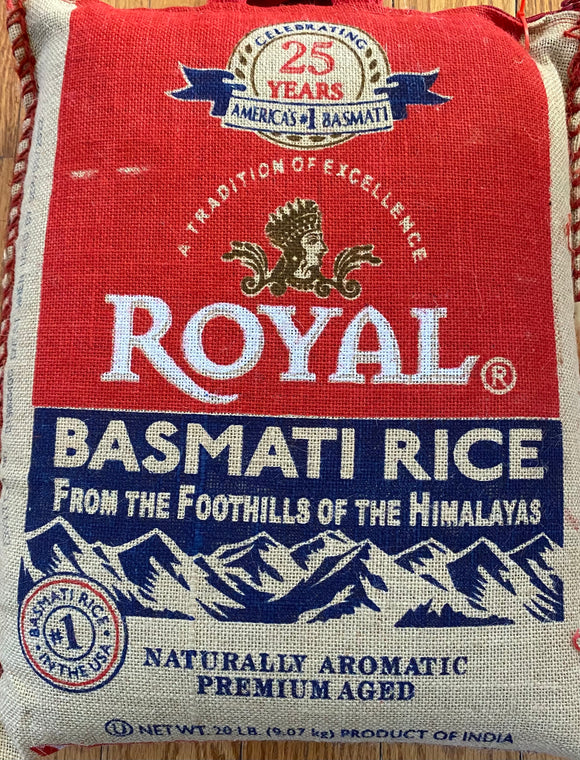 CELEBRATING
25
YEARS
AMERICA'S #1 BASMATI
A TRADITION OF EXCELLENCE
ROYAL®
BASMATI RICE
FROM THE FOOTHILLS OF THE HIMALAYAS
BASMATI RICE
#1
IN THE USA
NATURALLY AROMATIC
PREMIUM AGED
U NET WT. 20 LB. (9.07 kg) PRODUCT OF INDIA